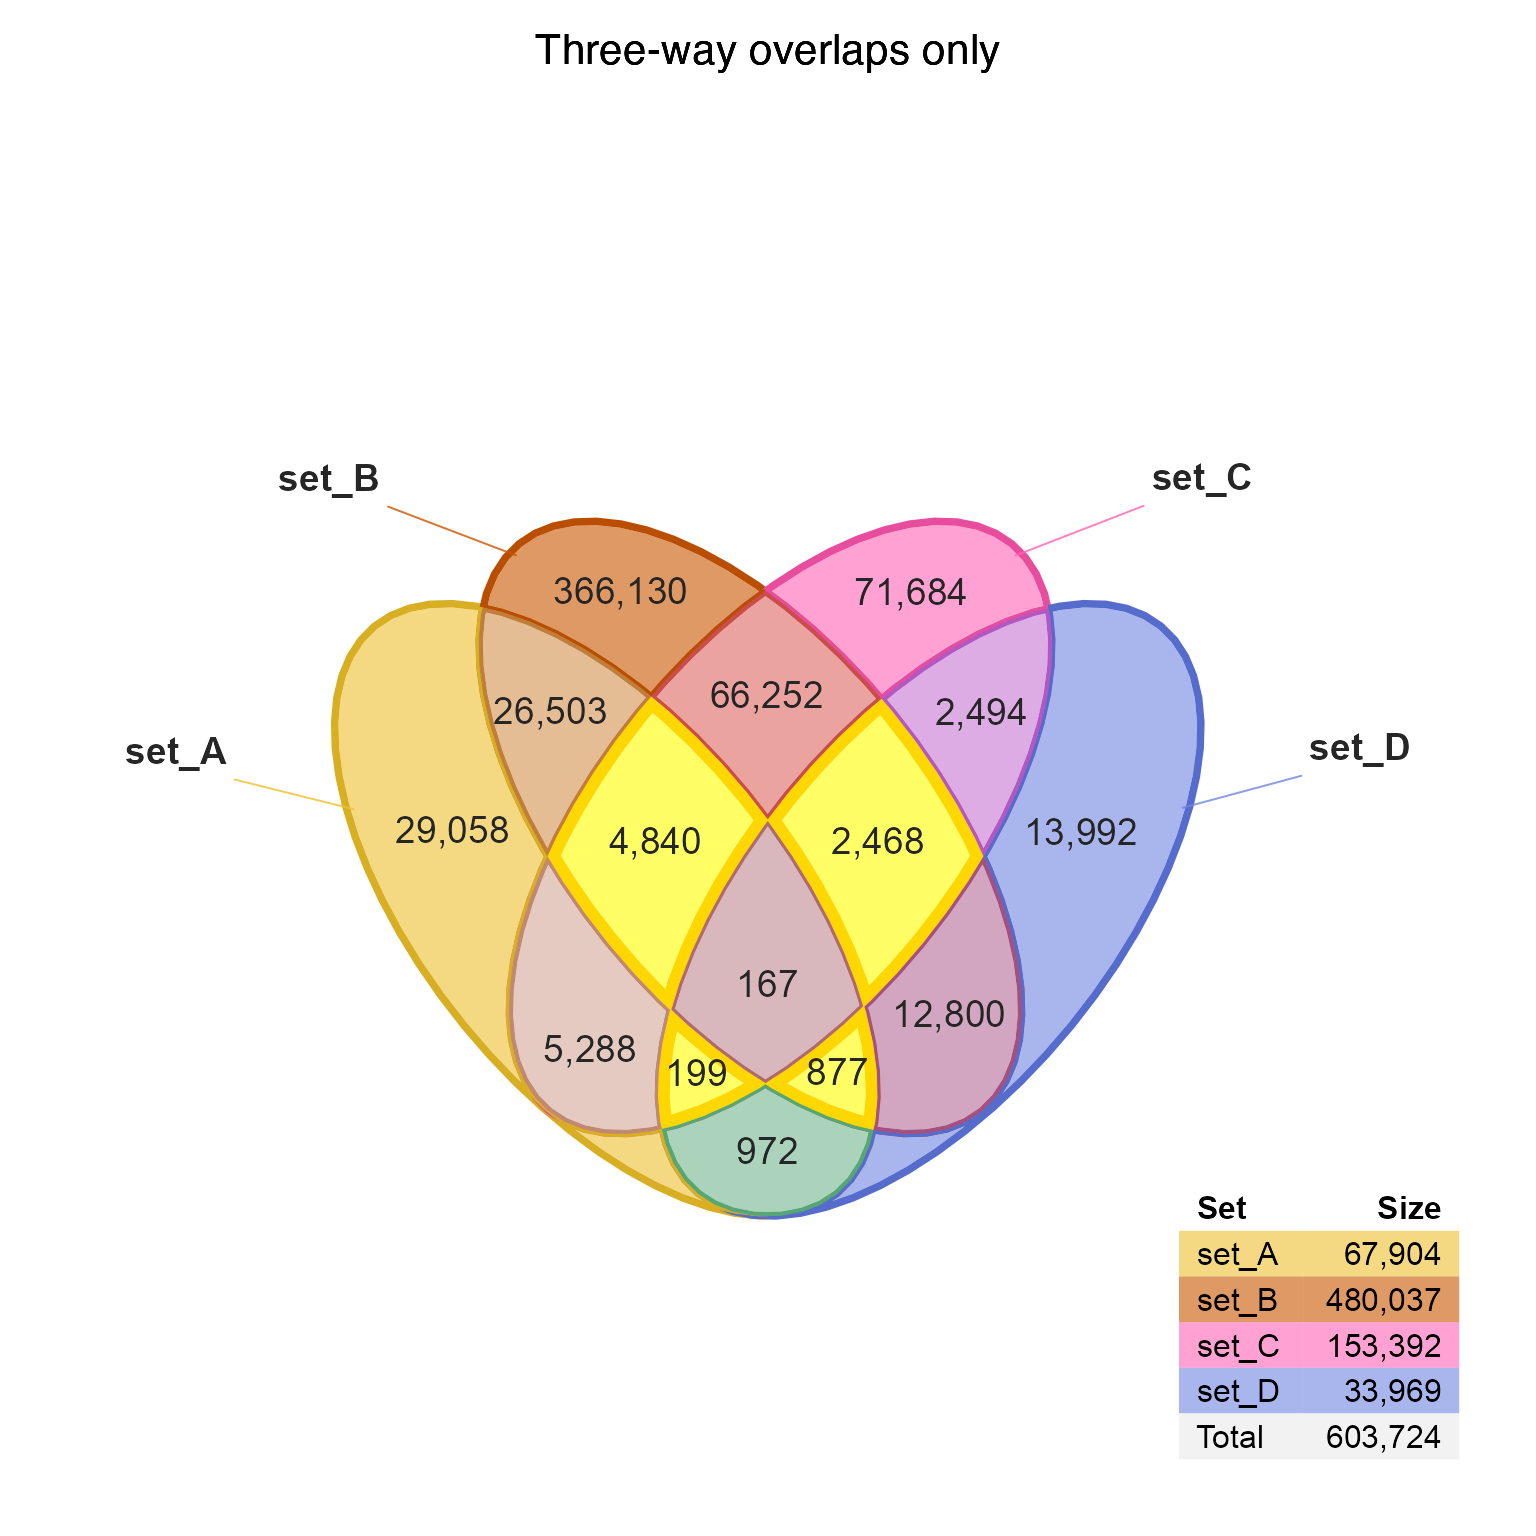 Three-way overlaps only
set_B
set_C
366,130
71,684
66,252
26,503
2,494
set_A
set_D
29,058
4,840
2,468
13,992
167
12,800
5,288
199
877
972
Set Size
set_A 67,904
set_B 480,037
set_C 153,392
set_D 33,969
Total 603,724